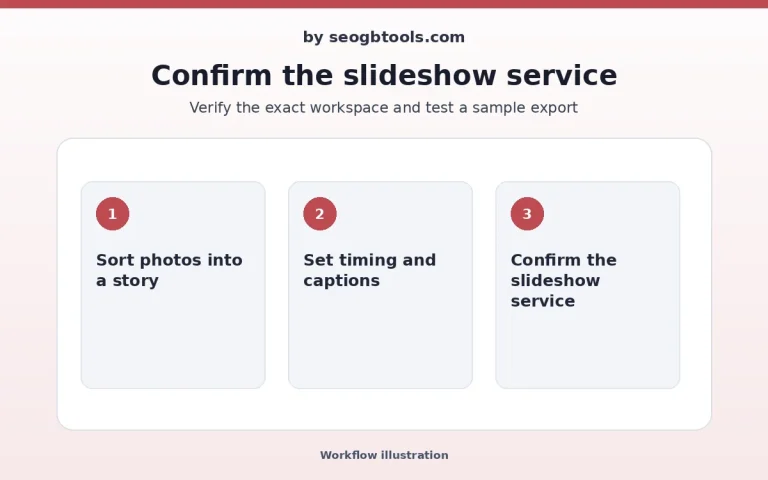 by seogbtools.com
Confirm the slideshow service
Verify the exact workspace and test a sample export
1
Sort photos into
a story
2
Set timing and
captions
3
Confirm the
slideshow
service
Workflow illustration